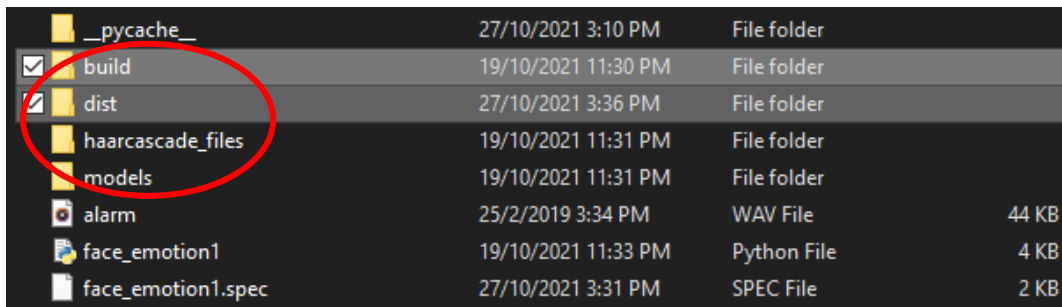 __pycache__ 27/10/2021 3:10 PM File folder
build 19/10/2021 11:30 PM File folder
dist 27/10/2021 3:36 PM File folder
haarcascade_files 19/10/2021 11:31 PM File folder
models 19/10/2021 11:31 PM File folder
alarm 25/2/2019 3:34 PM WAV File 44 KB
face_emotion1 19/10/2021 11:33 PM Python File 4 KB
face_emotion1.spec 27/10/2021 3:31 PM SPEC File 2 KB